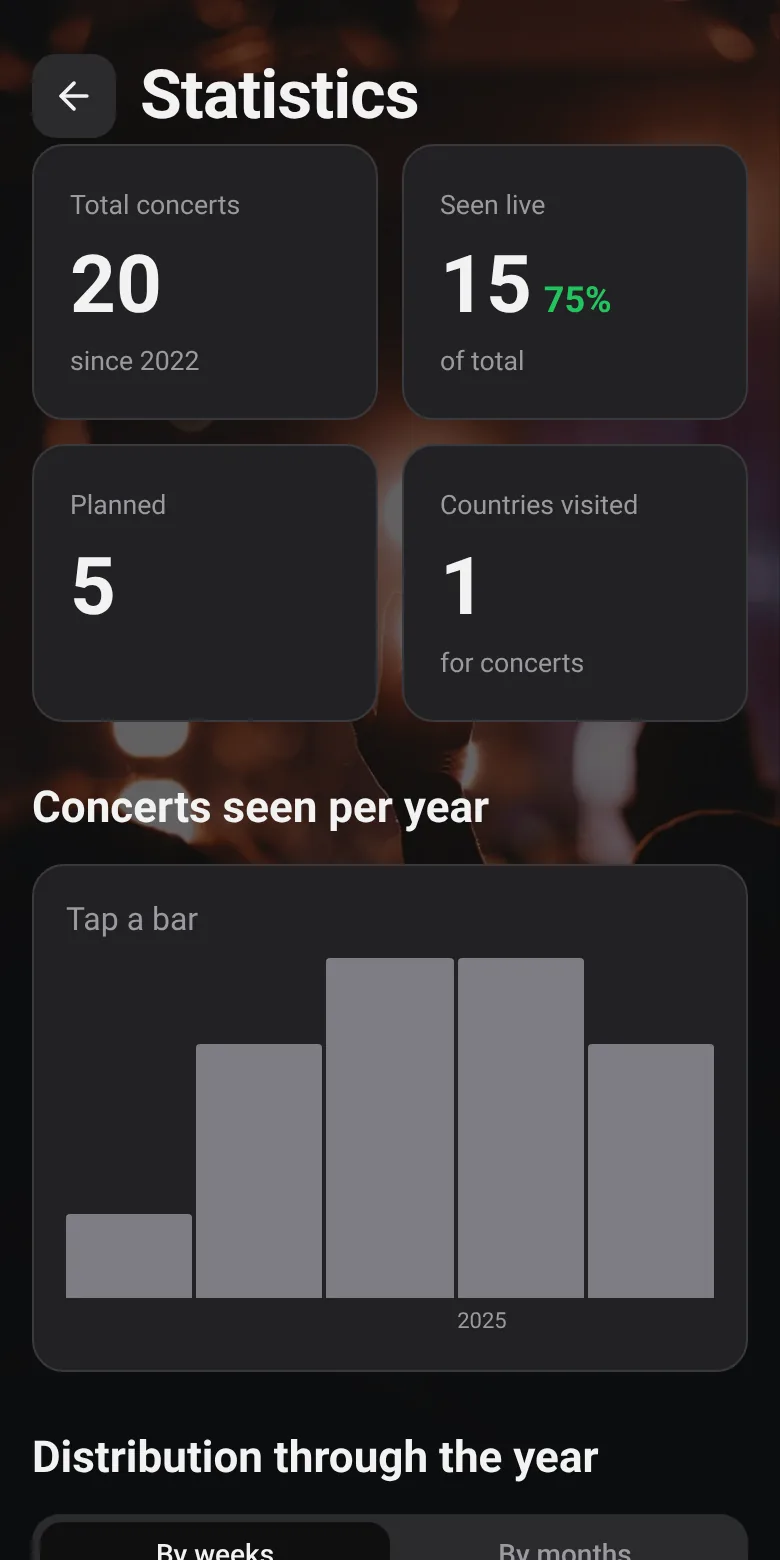 Statistics
Total concerts
20
since 2022
Seen live
15 75%
of total
Planned
5
Countries visited
1
for concerts
Concerts seen per year
Tap a bar
2025
Distribution through the year
By weeks
By months